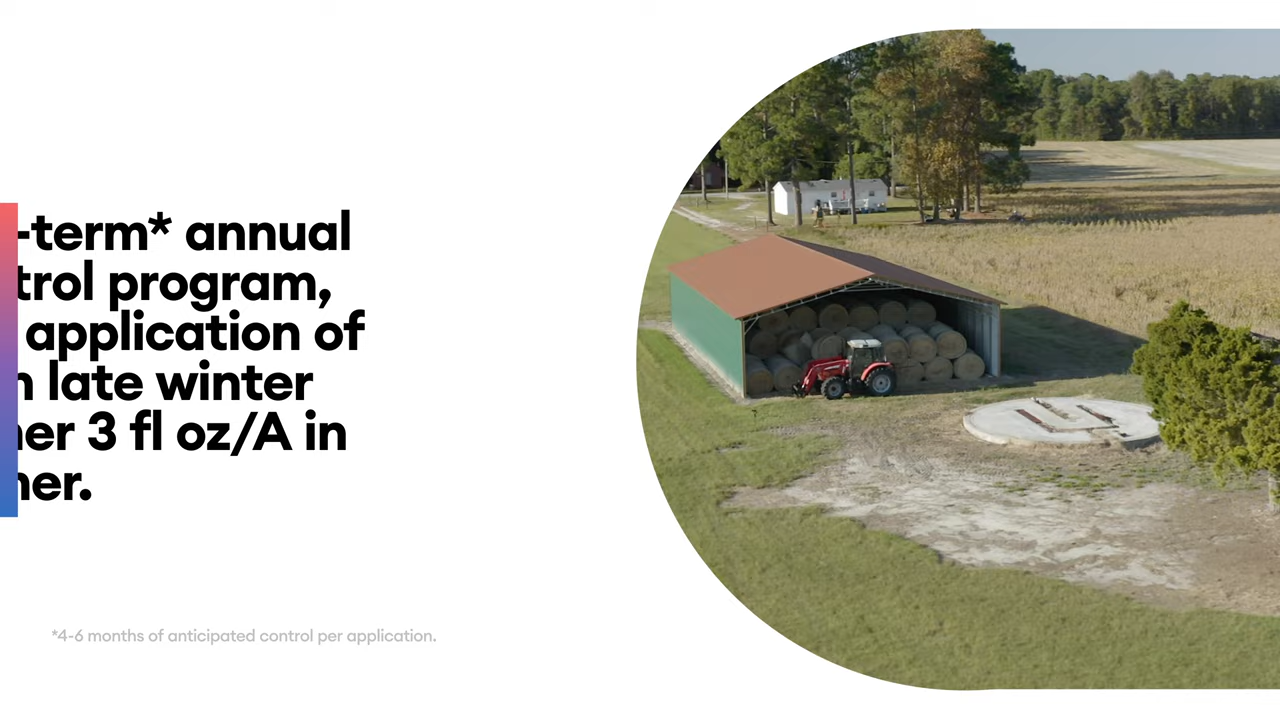 -term* annual
trol program,
application of
n late winter
her 3 fl oz/A in
ner.
*4-6 months of anticipated control per application.